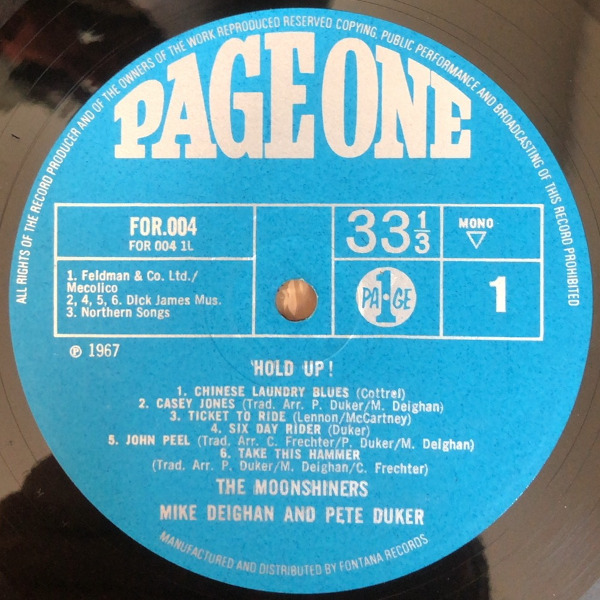 ALL RIGHTS OF THE RECORD PRODUCER AND OF THE OWNERS OF THE WORK REPRODUCED RESERVED COPYING, PUBLIC PERFORMANCE AND BROADCASTING OF THIS RECORD PROHIBITED
PAGE ONE
FOR.004
FOR 004 1L
33 1/3
MONO
1. Feldman & Co. Ltd./
Mecolico
2, 4, 5, 6. Dick James Mus.
3. Northern Songs
PA·GE
1
1
℗ 1967
'HOLD UP!
1. CHINESE LAUNDRY BLUES (Cottrel)
2. CASEY JONES (Trad. Arr. P. Duker/M. Deighan)
3. TICKET TO RIDE (Lennon/McCartney)
4. SIX DAY RIDER (Duker)
5. JOHN PEEL (Trad. Arr. C. Frechter/P. Duker/M. Deighan)
6. TAKE THIS HAMMER
(Trad. Arr. P. Duker/M. Deighan/C. Frechter)
THE MOONSHINERS
MIKE DEIGHAN AND PETE DUKER
MANUFACTURED AND DISTRIBUTED BY FONTANA RECORDS